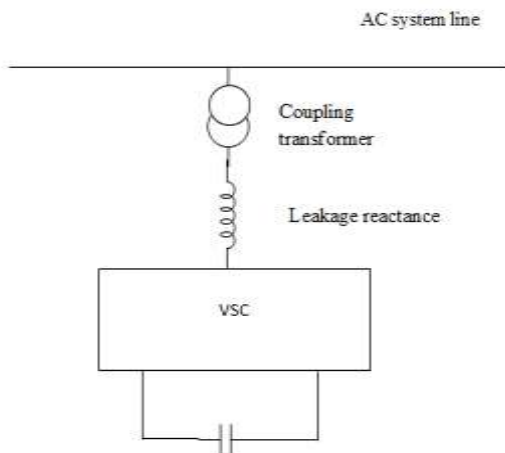 AC system line
Coupling
transformer
Leakage reactance
VSC